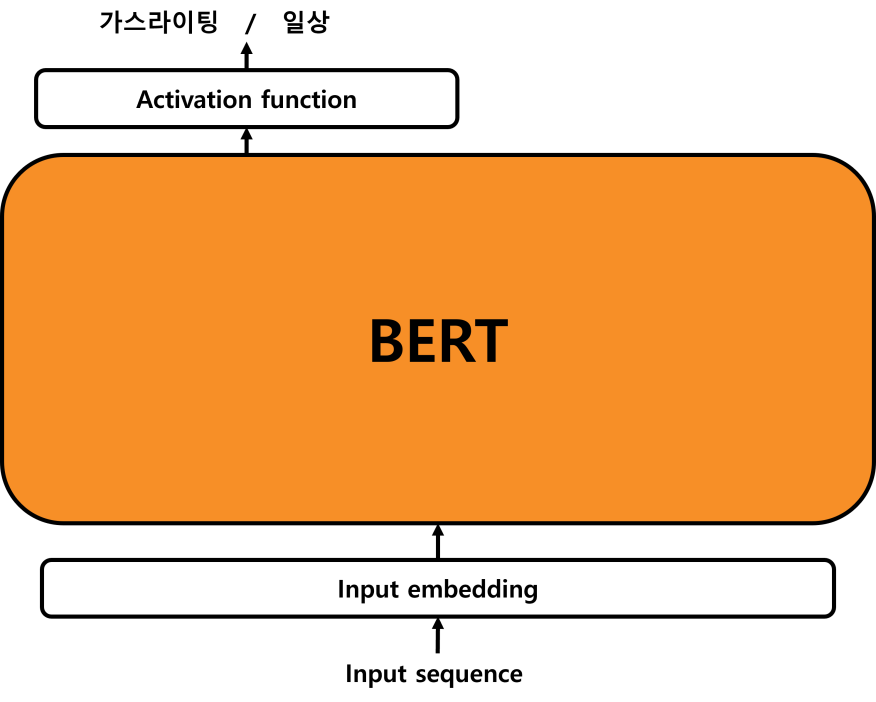 가스라이팅 / 일상
Activation function
BERT
Input embedding
Input sequence